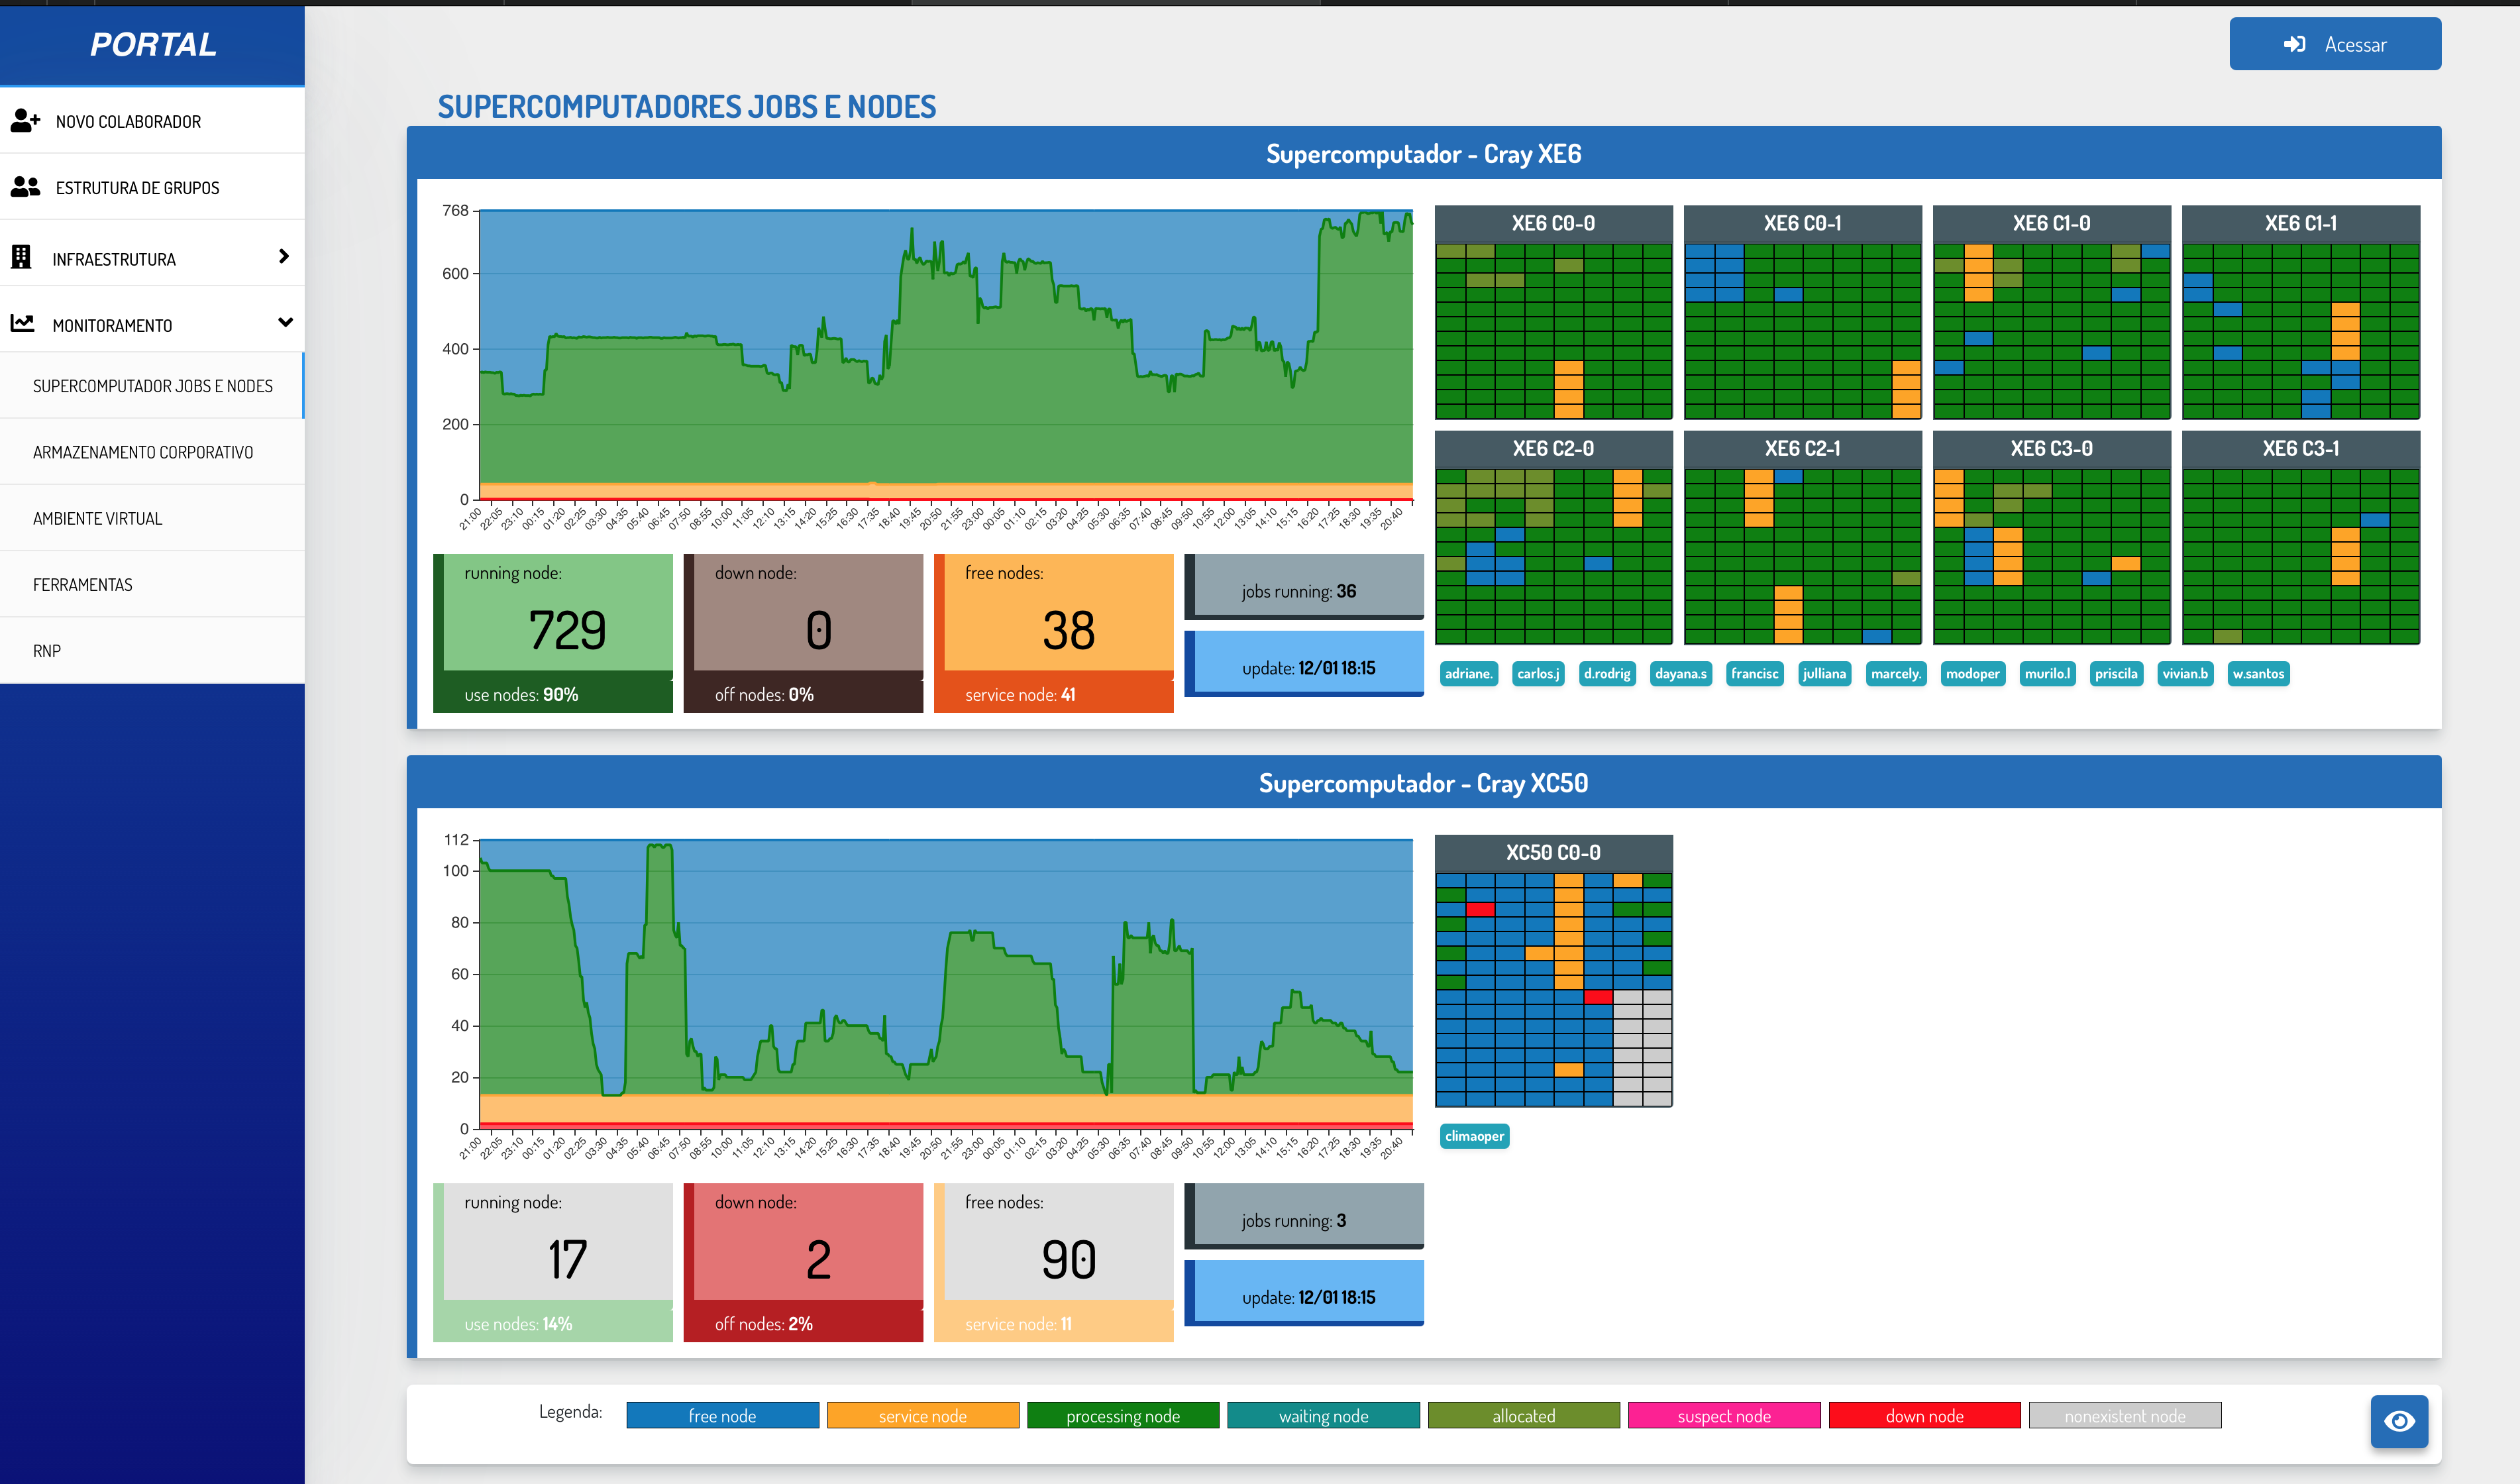 PORTAL
Acessar
NOVO COLABORADOR
ESTRUTURA DE GRUPOS
INFRAESTRUTURA
MONITORAMENTO
SUPERCOMPUTADOR JOBS E NODES
ARMAZENAMENTO CORPORATIVO
AMBIENTE VIRTUAL
FERRAMENTAS
RNP
SUPERCOMPUTADORES JOBS E NODES
Supercomputador - Cray XE6
768
600
400
200
0
21:00 22:05 23:10 00:15 01:20 02:25 03:30 04:35 05:40 06:45 07:50 08:55 10:00 11:05 12:10 13:15 14:20 15:25 16:30 17:35 18:40 19:45 20:50 21:55 23:00 00:05 01:10 02:15 03:20 04:25 05:30 06:35 07:40 08:45 09:50 10:55 12:00 13:05 14:10 15:15 16:20 17:25 18:30 19:35 20:40
XE6 C0-0 XE6 C0-1 XE6 C1-0 XE6 C1-1
XE6 C2-0 XE6 C2-1 XE6 C3-0 XE6 C3-1
running node:
729
use nodes: 90%
down node:
0
off nodes: 0%
free nodes:
38
service node: 41
jobs running: 36
update: 12/01 18:15
adriane. carlos.j d.rodrig dayana.s francisc julliana marcely. modoper murilo.l priscila vivian.b w.santos
Supercomputador - Cray XC50
112
100
80
60
40
20
0
21:00 22:05 23:10 00:15 01:20 02:25 03:30 04:35 05:40 06:45 07:50 08:55 10:00 11:05 12:10 13:15 14:20 15:25 16:30 17:35 18:40 19:45 20:50 21:55 23:00 00:05 01:10 02:15 03:20 04:25 05:30 06:35 07:40 08:45 09:50 10:55 12:00 13:05 14:10 15:15 16:20 17:25 18:30 19:35 20:40
XC50 C0-0
climaoper
running node:
17
use nodes: 14%
down node:
2
off nodes: 2%
free nodes:
90
service node: 11
jobs running: 3
update: 12/01 18:15
Legenda: free node service node processing node waiting node allocated suspect node down node nonexistent node